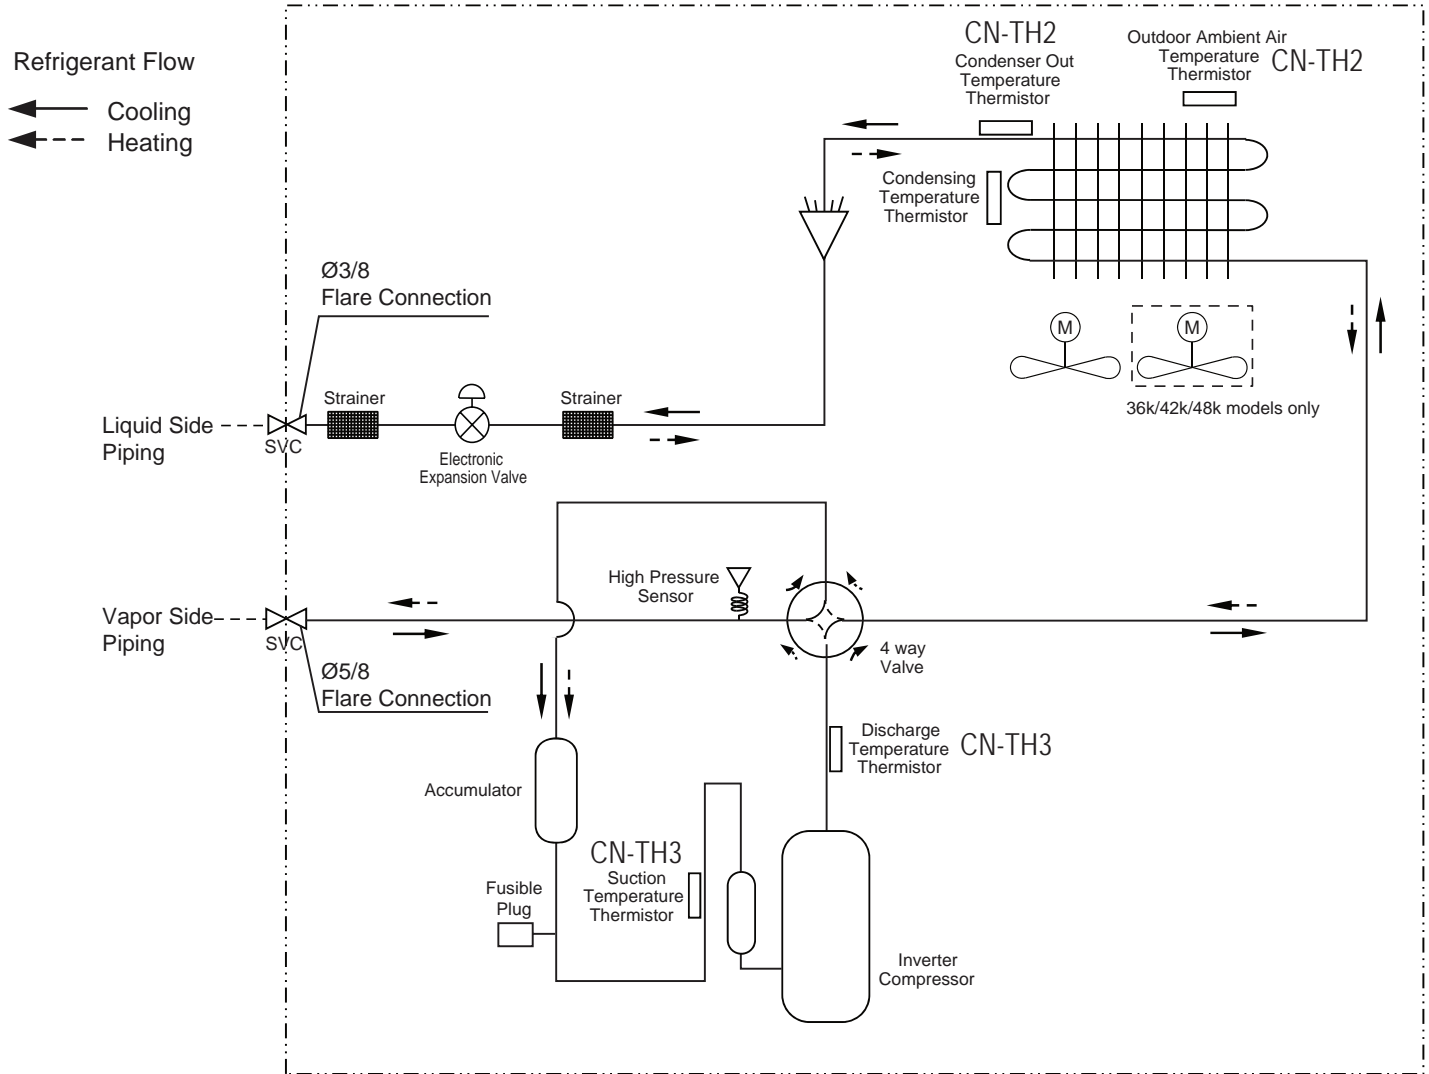 Refrigerant Flow
Cooling
Heating
CN-TH2
Condenser Out
Temperature
Thermistor
Outdoor Ambient Air
Temperature
Thermistor
CN-TH2
Condensing
Temperature
Thermistor
M
M
36k/42k/48k models only
Ø3/8
Flare Connection
Strainer
Strainer
Liquid Side
Piping
SVC
Electronic
Expansion Valve
High Pressure
Sensor
Vapor Side
Piping
SVC
4 way
Valve
Ø5/8
Flare Connection
Discharge
Temperature
Thermistor
CN-TH3
Accumulator
CN-TH3
Suction
Temperature
Thermistor
Fusible
Plug
Inverter
Compressor